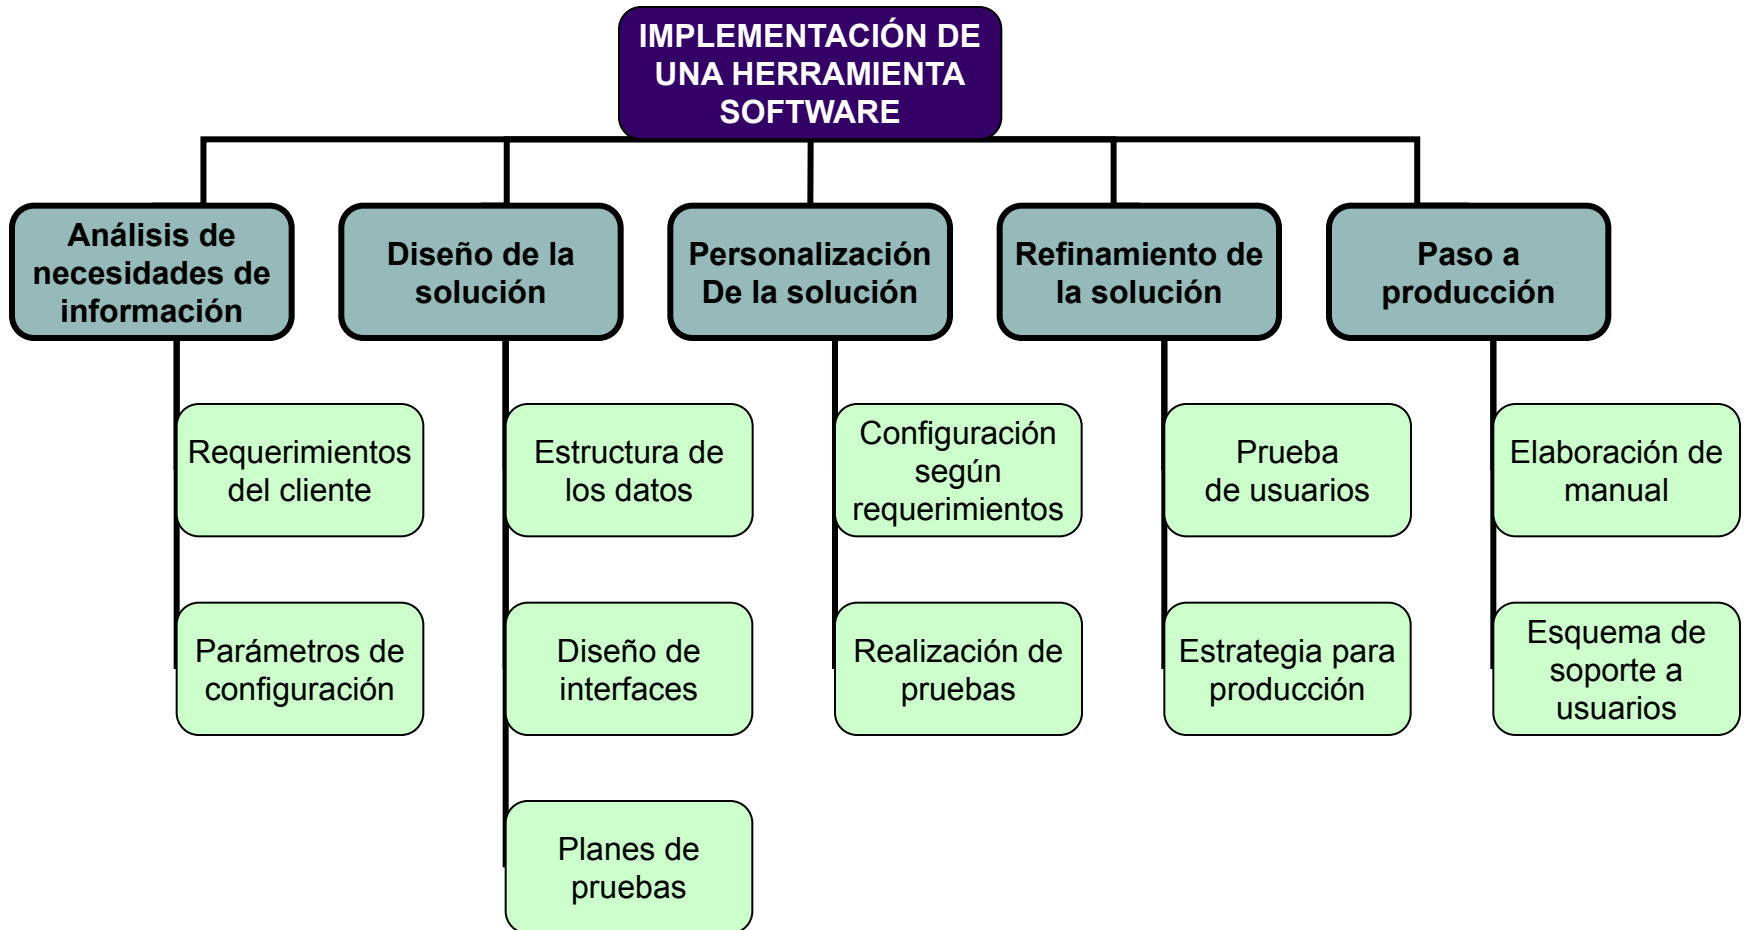 IMPLEMENTACIÓN DE
UNA HERRAMIENTA
SOFTWARE
Análisis de
necesidades de
información
Diseño de la
solución
Personalización
De la solución
Refinamiento de
la solución
Paso a
producción
Requerimientos
del cliente
Estructura de
los datos
Configuración
según
requerimientos
Prueba
de usuarios
Elaboración de
manual
Parámetros de
configuración
Diseño de
interfaces
Realización de
pruebas
Estrategia para
producción
Esquema de
soporte a
usuarios
Planes de
pruebas